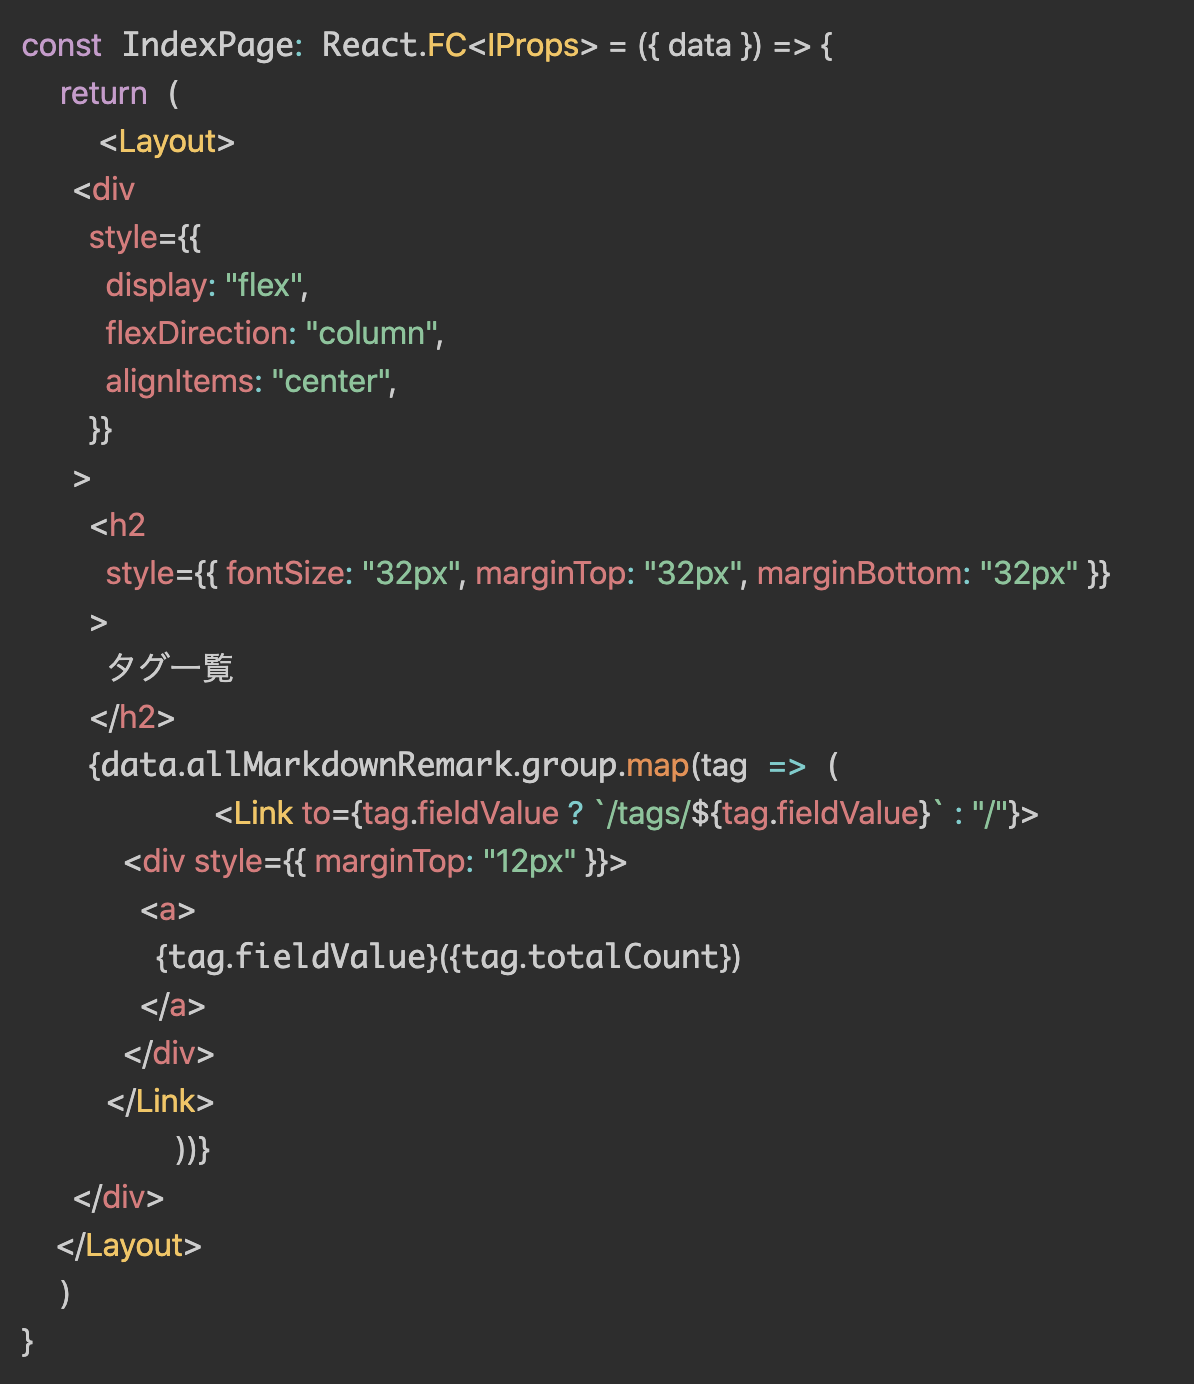 const IndexPage: React.FC<IProps> = ({ data }) => {
return (
<Layout>
<div
style={{
display: "flex",
flexDirection: "column",
alignItems: "center",
}}
>
<h2
style={{ fontSize: "32px", marginTop: "32px", marginBottom: "32px" }}
>
タグ一覧
</h2>
{data.allMarkdownRemark.group.map(tag => (
<Link to={tag.fieldValue ? `/tags/${tag.fieldValue}` : "/"}>
<div style={{ marginTop: "12px" }}>
<a>
{tag.fieldValue}({tag.totalCount})
</a>
</div>
</Link>
))}
</div>
</Layout>
)
}